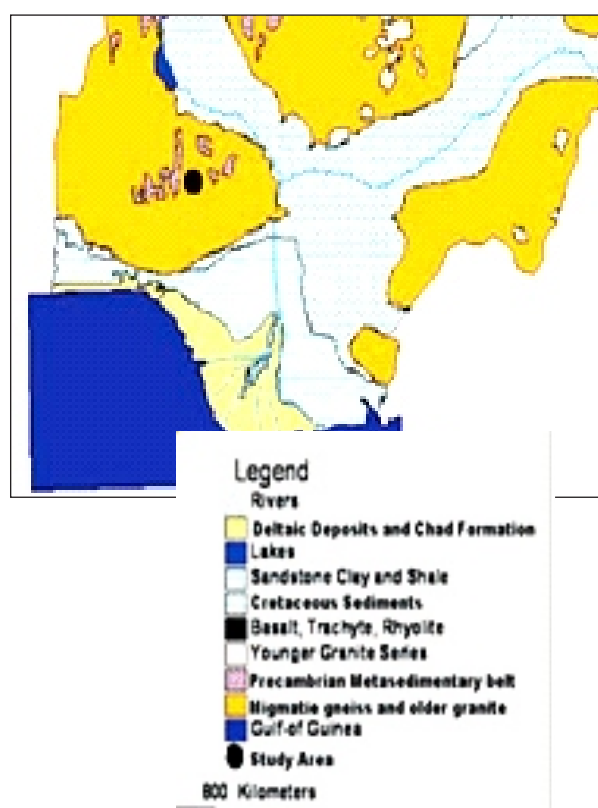 Legend
Rivers
Deltaic Deposits and Chad Formation
Lakes
Sandstone Clay and Shale
Cretaceous Sediments
Basalt, Trachyte, Rhyolite
Younger Granite Series
Precambrian Metasedimentary belt
Migmatie gneiss and older granite
Gulf-of Guinea
Study Area
800 Kilometers